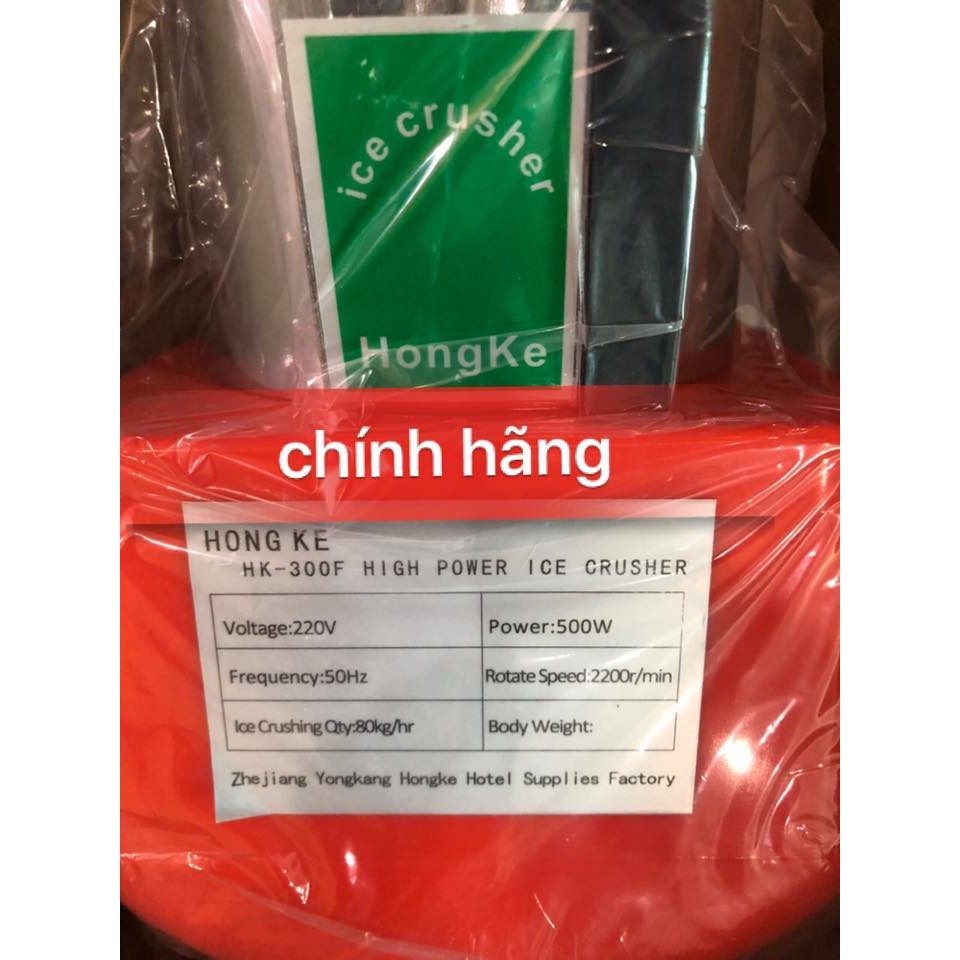 ice crusher
HongKe
chính hãng
HONG KE
HK-300F HIGH POWER ICE CRUSHER
Voltage:220V
Power:500W
Frequency:50Hz
Rotate Speed:2200r/min
Ice Crushing Qty:80kg/hr
Body Weight:
Zhejiang Yongkang Hongke Hotel Supplies Factory